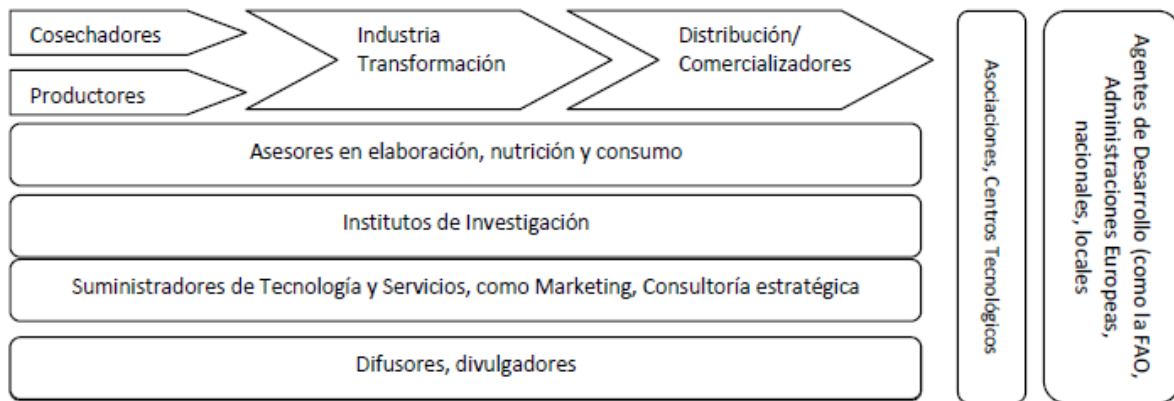 Cosechadores
Productores
Industria
Transformación
Distribución/
Comercializadores
Asesores en elaboración, nutrición y consumo
Institutos de Investigación
Suministradores de Tecnología y Servicios, como Marketing, Consultoría estratégica
Difusores, divulgadores
Asociaciones, Centros Tecnológicos
Agentes de Desarrollo (como la FAO,
Administraciones Europeas,
nacionales, locales